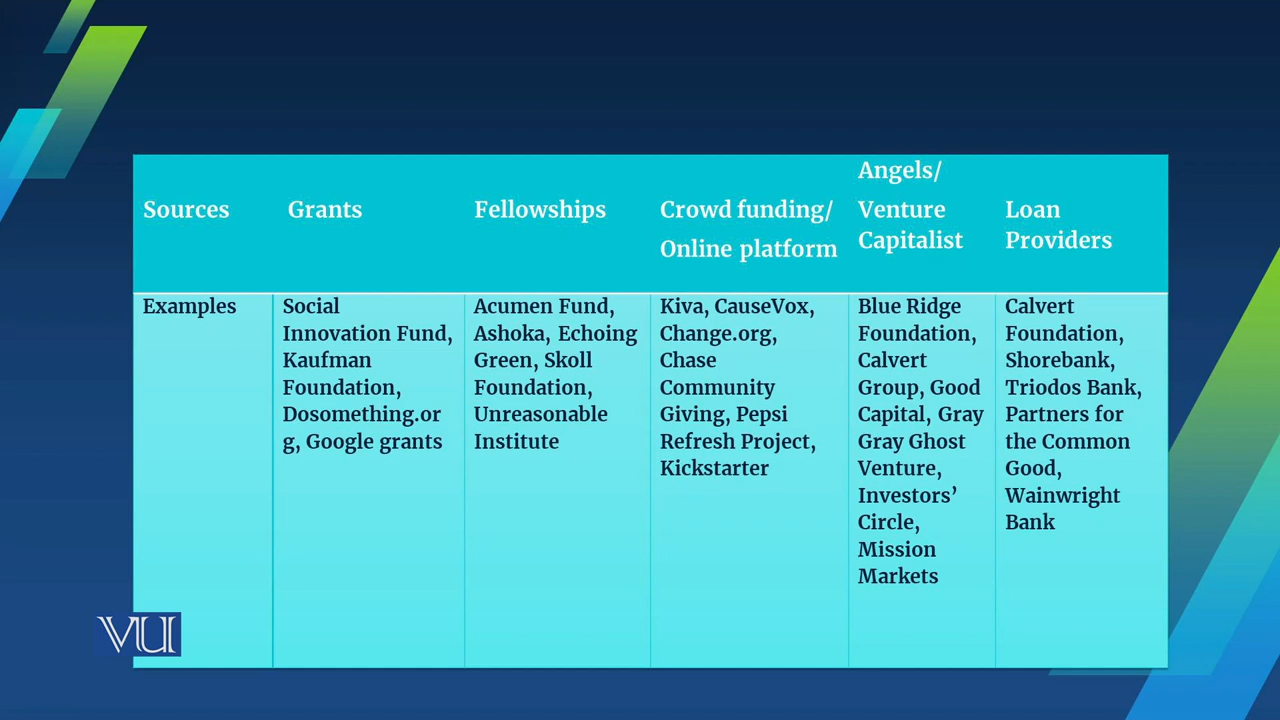 Sources
Grants
Fellowships
Crowd funding/
Online platform
Angels/
Venture
Capitalist
Loan
Providers
Examples
Social
Innovation Fund,
Kaufman
Foundation,
Dosomething.or
g, Google grants
Acumen Fund,
Ashoka, Echoing
Green, Skoll
Foundation,
Unreasonable
Institute
Kiva, CauseVox,
Change.org,
Chase
Community
Giving, Pepsi
Refresh Project,
Kickstarter
Blue Ridge
Foundation,
Calvert
Group, Good
Capital, Gray
Gray Ghost
Venture,
Investors’
Circle,
Mission
Markets
Calvert
Foundation,
Shorebank,
Triodos Bank,
Partners for
the Common
Good,
Wainwright
Bank
VU